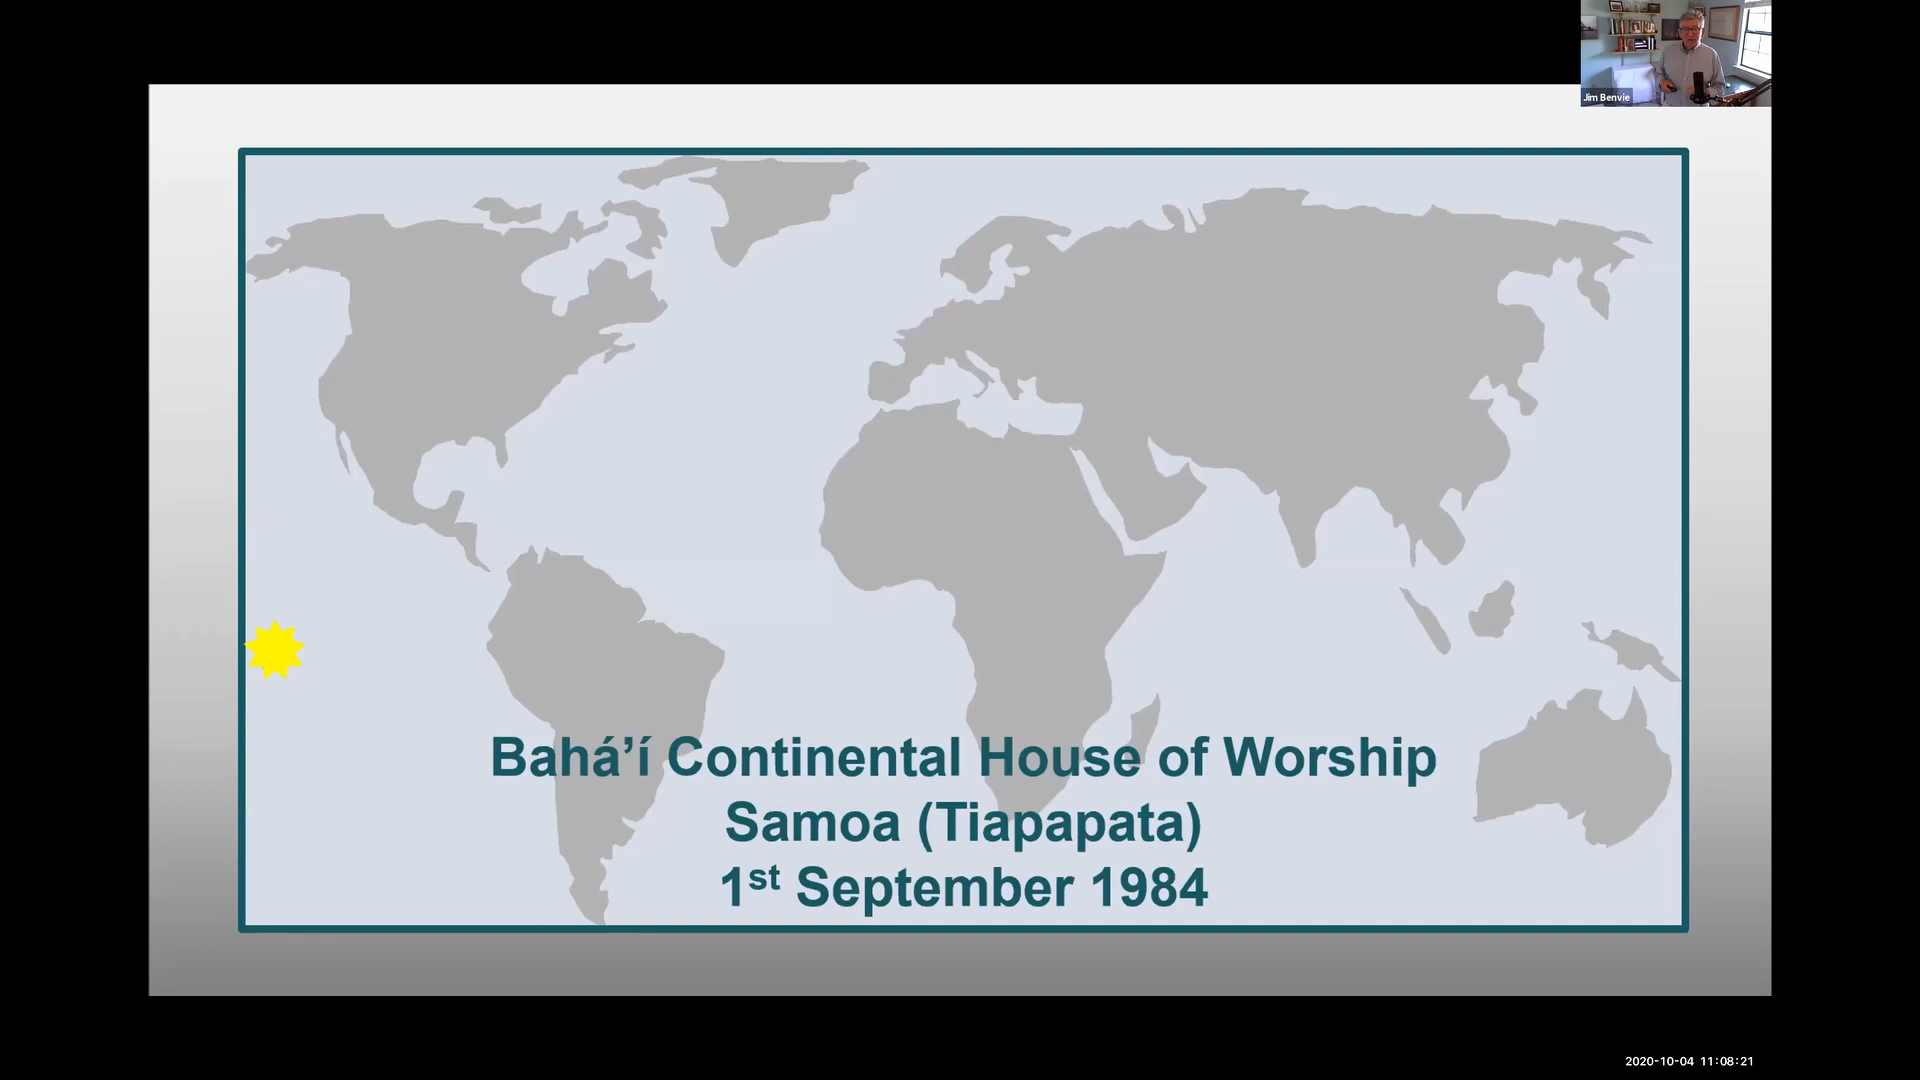 Jim Benvie
Bahá’í Continental House of Worship
Samoa (Tiapapata)
1st September 1984
2020-10-04 11:08:21